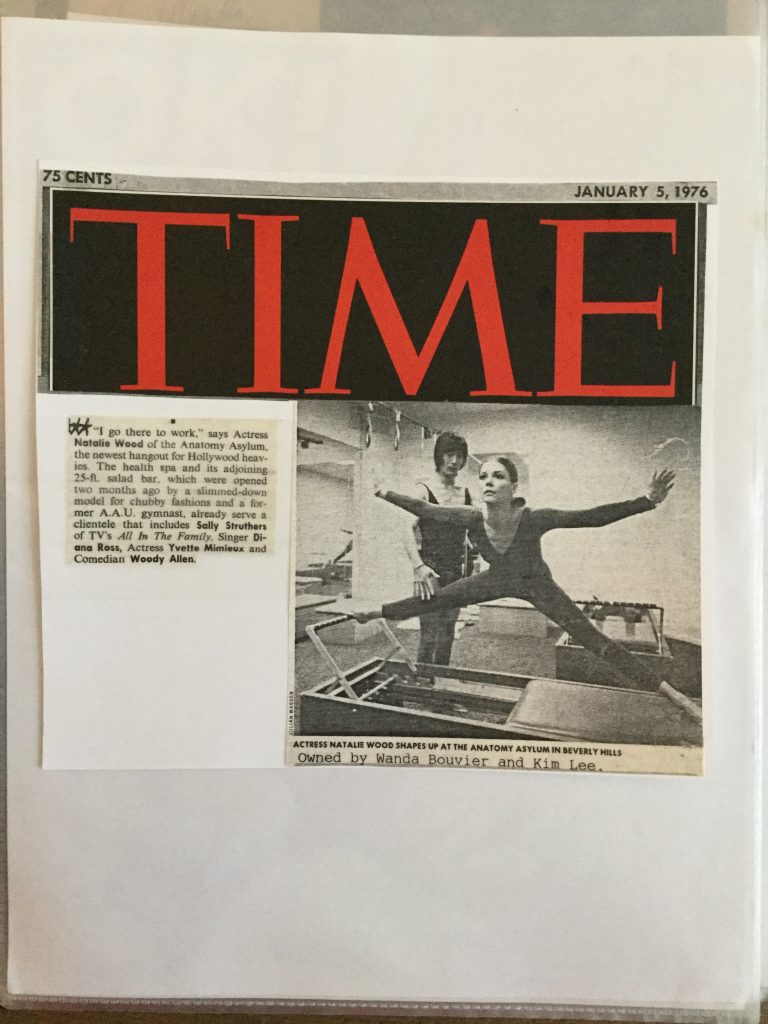 75 CENTS
JANUARY 5, 1976
TIME
"I go there to work," says Actress
Natalie Wood of the Anatomy Asylum,
the newest hangout for Hollywood heav-
ies. The health spa and its adjoining
25-ft. salad bar, which were opened
two months ago by a slimmed-down
model for chubby fashions and a for-
mer A.A.U. gymnast, already serve a
clientele that includes Sally Struthers
of TV's All In The Family, Singer Di-
ana Ross, Actress Yvette Mimieux and
Comedian Woody Allen.
ACTRESS NATALIE WOOD SHAPES UP AT THE ANATOMY ASYLUM IN BEVERLY HILLS
Owned by Wanda Bouvier and Kim Lee.